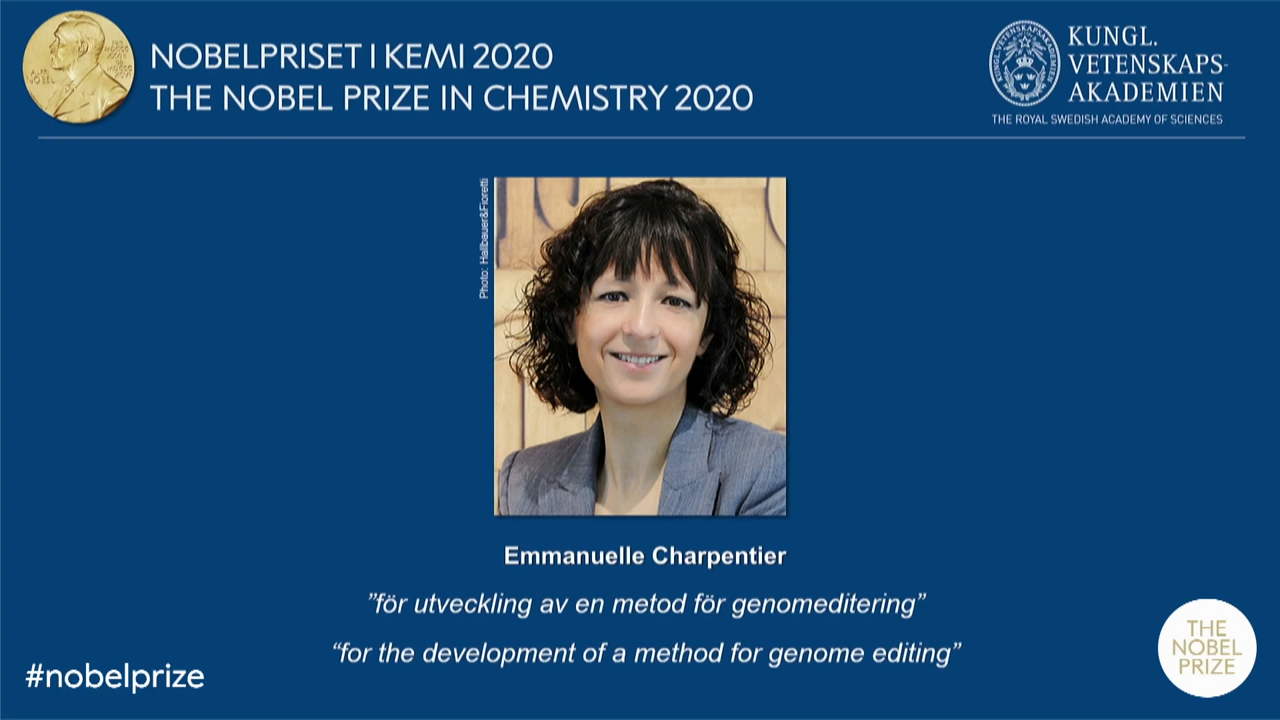 NOBELPRISET I KEMI 2020
THE NOBEL PRIZE IN CHEMISTRY 2020
KUNGL.
VETENSKAPS-
AKADEMIEN
THE ROYAL SWEDISH ACADEMY OF SCIENCES
Photo: Hallbauer&Fioretti
Emmanuelle Charpentier
”för utveckling av en metod för genomeditering”
“for the development of a method for genome editing”
#nobelprize
THE
NOBEL
PRIZE